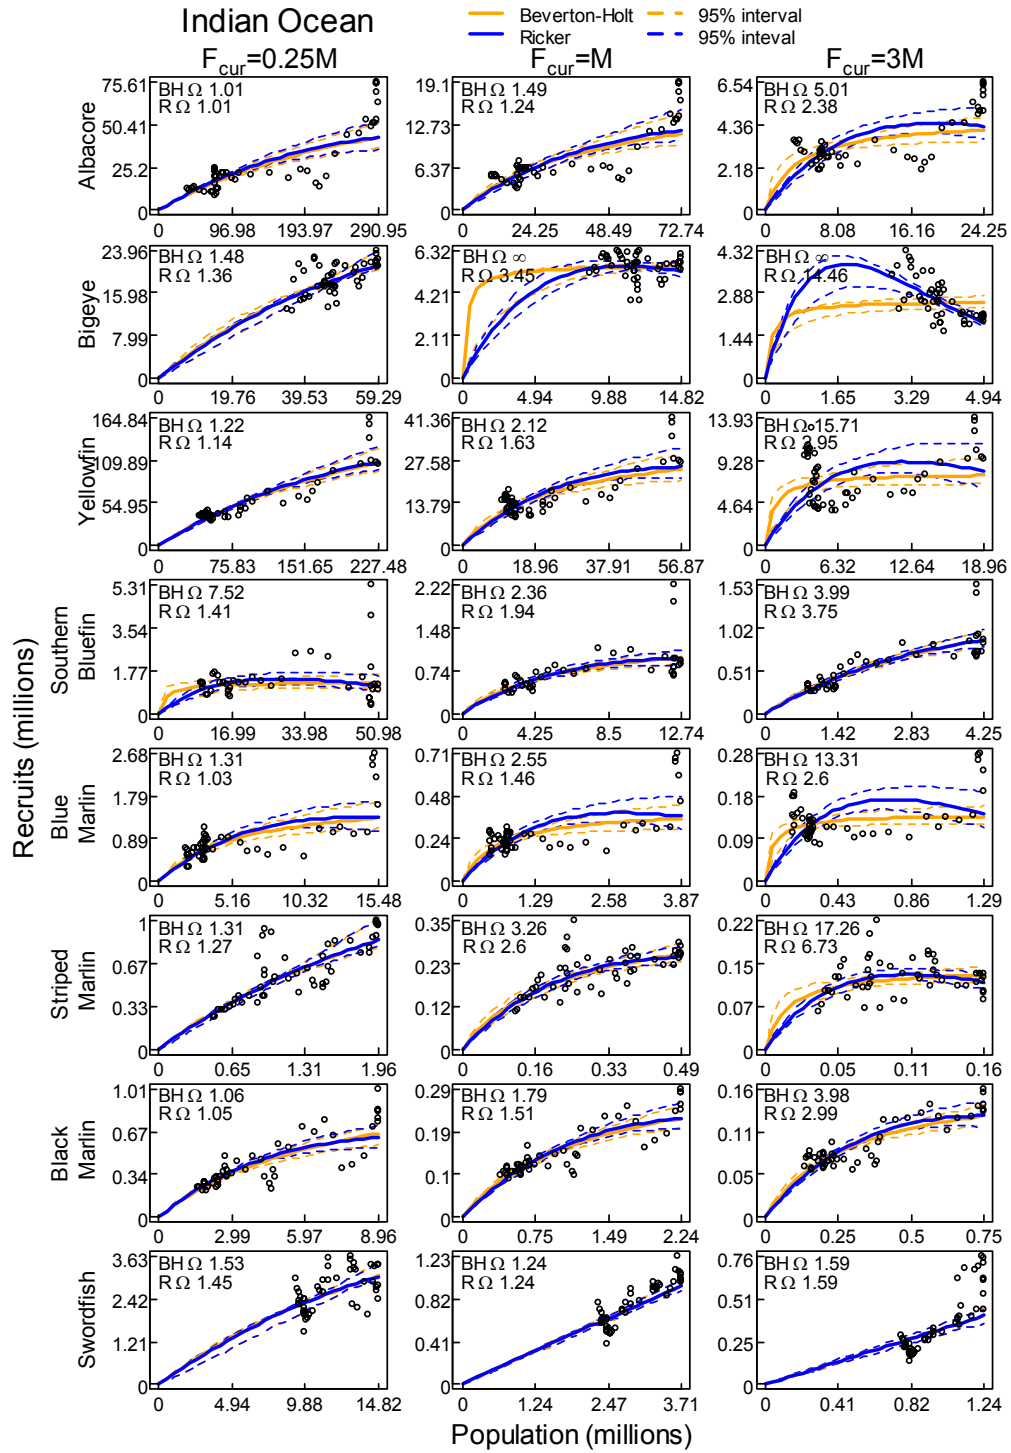 Indian Ocean
Beverton-Holt 95% interval
Ricker 95% inteval
F_cur=0.25M F_cur=M F_cur=3M
Recruits (millions)
Albacore
BH Ω 1.01
R Ω 1.01
75.61
50.41
25.2
0
0 96.98 193.97 290.95
BH Ω 1.49
R Ω 1.24
19.1
12.73
6.37
0
0 24.25 48.49 72.74
BH Ω 5.01
R Ω 2.38
6.54
4.36
2.18
0
0 8.08 16.16 24.25
Bigeye
BH Ω 1.48
R Ω 1.36
23.96
15.98
7.99
0
0 19.76 39.53 59.29
BH Ω ∞
R Ω 3.45
6.32
4.21
2.11
0
0 4.94 9.88 14.82
BH Ω ∞
R Ω 14.46
4.32
2.88
1.44
0
0 1.65 3.29 4.94
Yellowfin
BH Ω 1.22
R Ω 1.14
164.84
109.89
54.95
0
0 75.83 151.65 227.48
BH Ω 2.12
R Ω 1.63
41.36
27.58
13.79
0
0 18.96 37.91 56.87
BH Ω 15.71
R Ω 2.95
13.93
9.28
4.64
0
0 6.32 12.64 18.96
Southern
Bluefin
BH Ω 7.52
R Ω 1.41
5.31
3.54
1.77
0
0 16.99 33.98 50.98
BH Ω 2.36
R Ω 1.94
2.22
1.48
0.74
0
0 4.25 8.5 12.74
BH Ω 3.99
R Ω 3.75
1.53
1.02
0.51
0
0 1.42 2.83 4.25
Blue
Marlin
BH Ω 1.31
R Ω 1.03
2.68
1.79
0.89
0
0 5.16 10.32 15.48
BH Ω 2.55
R Ω 1.46
0.71
0.48
0.24
0
0 1.29 2.58 3.87
BH Ω 13.31
R Ω 2.6
0.28
0.18
0.09
0
0 0.43 0.86 1.29
Striped
Marlin
BH Ω 1.31
R Ω 1.27
1
0.67
0.33
0
0 0.65 1.31 1.96
BH Ω 3.26
R Ω 2.6
0.35
0.23
0.12
0
0 0.16 0.33 0.49
BH Ω 17.26
R Ω 6.73
0.22
0.15
0.07
0
0 0.05 0.11 0.16
Black
Marlin
BH Ω 1.06
R Ω 1.05
1.01
0.67
0.34
0
0 2.99 5.97 8.96
BH Ω 1.79
R Ω 1.51
0.29
0.19
0.1
0
0 0.75 1.49 2.24
BH Ω 3.98
R Ω 2.99
0.16
0.11
0.05
0
0 0.25 0.5 0.75
Swordfish
BH Ω 1.53
R Ω 1.45
3.63
2.42
1.21
0
0 4.94 9.88 14.82
BH Ω 1.24
R Ω 1.24
1.23
0.82
0.41
0
0 1.24 2.47 3.71
BH Ω 1.59
R Ω 1.59
0.76
0.51
0.25
0
0 0.41 0.82 1.24
Population (millions)